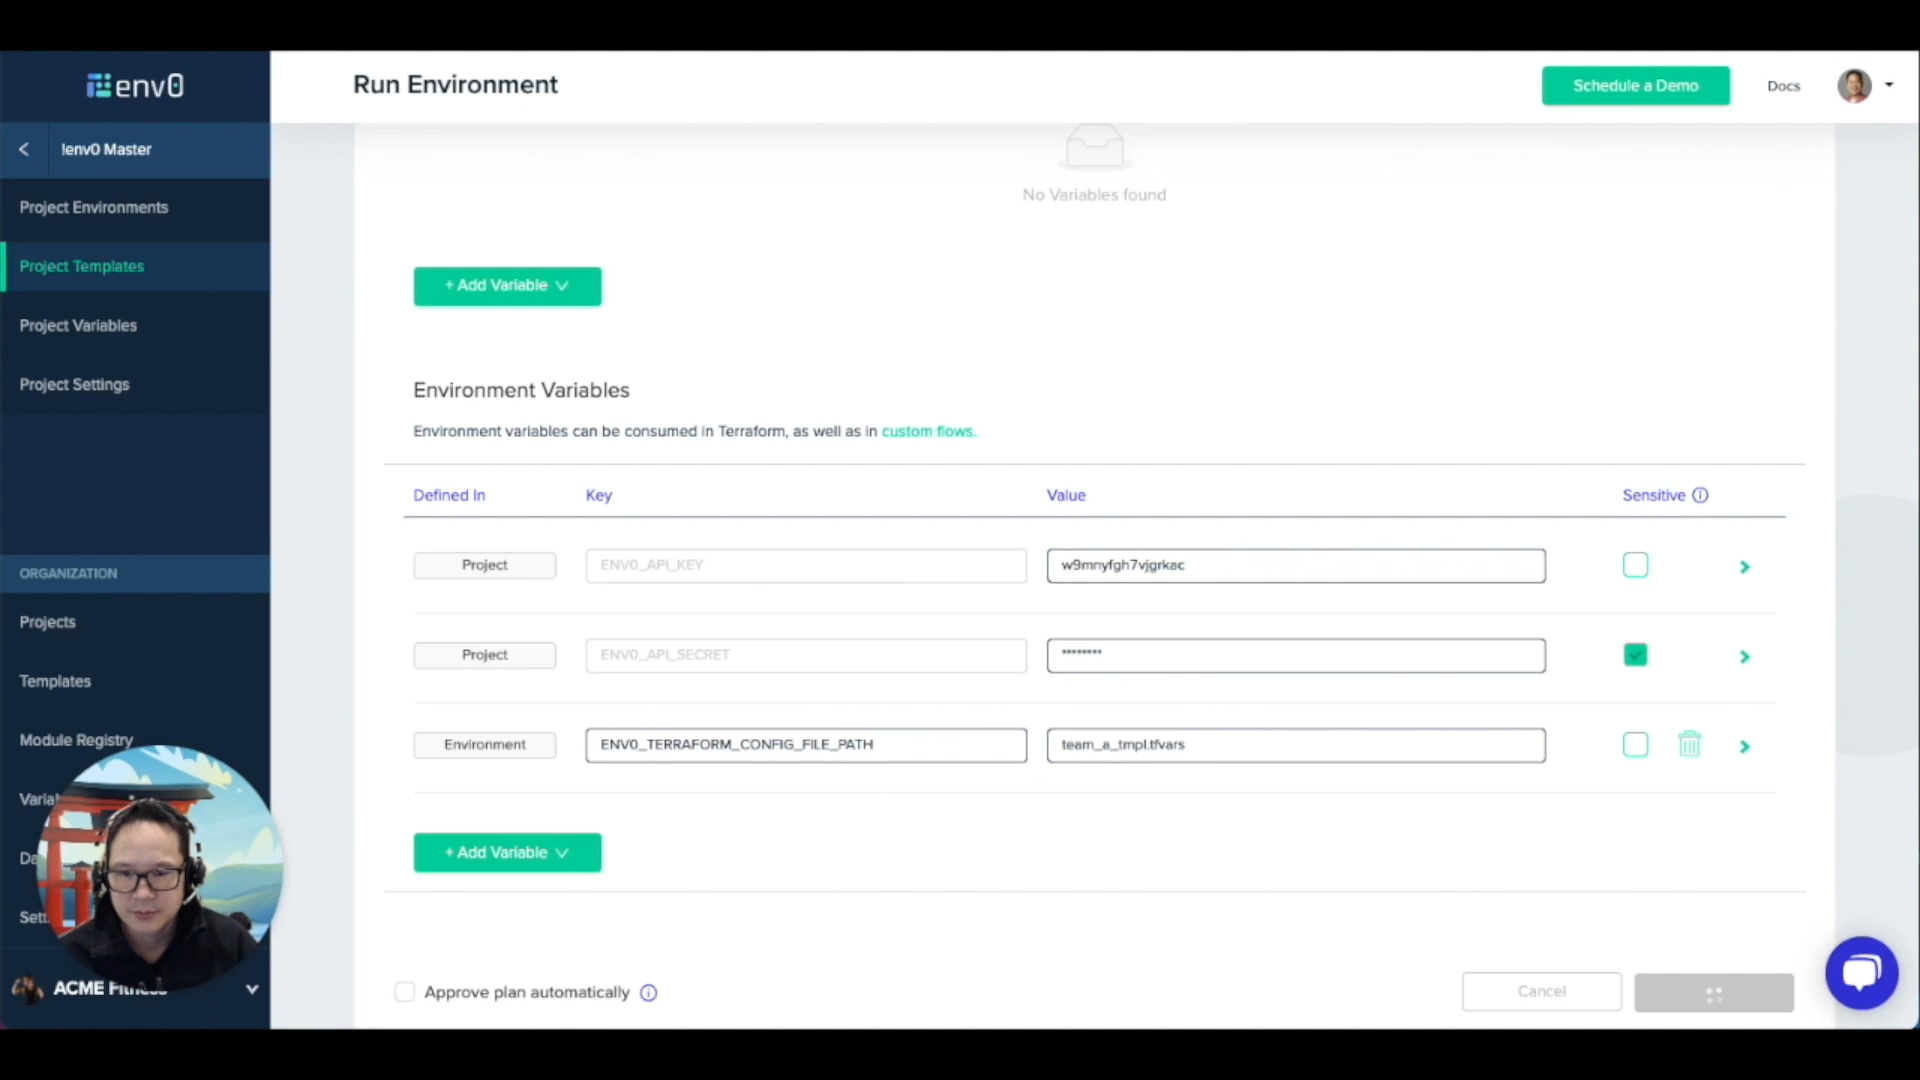 env0
Run Environment
Schedule a Demo
Docs
!env0 Master
Project Environments
Project Templates
Project Variables
Project Settings
ORGANIZATION
Projects
Templates
Module Registry
ACME
No Variables found
+ Add Variable
Environment Variables
Environment variables can be consumed in Terraform, as well as in custom flows.
Defined In Key Value Sensitive
Project ENV0_API_KEY w9mnyfgh7vjgrkac
Project ENV0_API_SECRET ********
Environment ENV0_TERRAFORM_CONFIG_FILE_PATH team_a_tmpl.tfvars
+ Add Variable
Approve plan automatically
Cancel